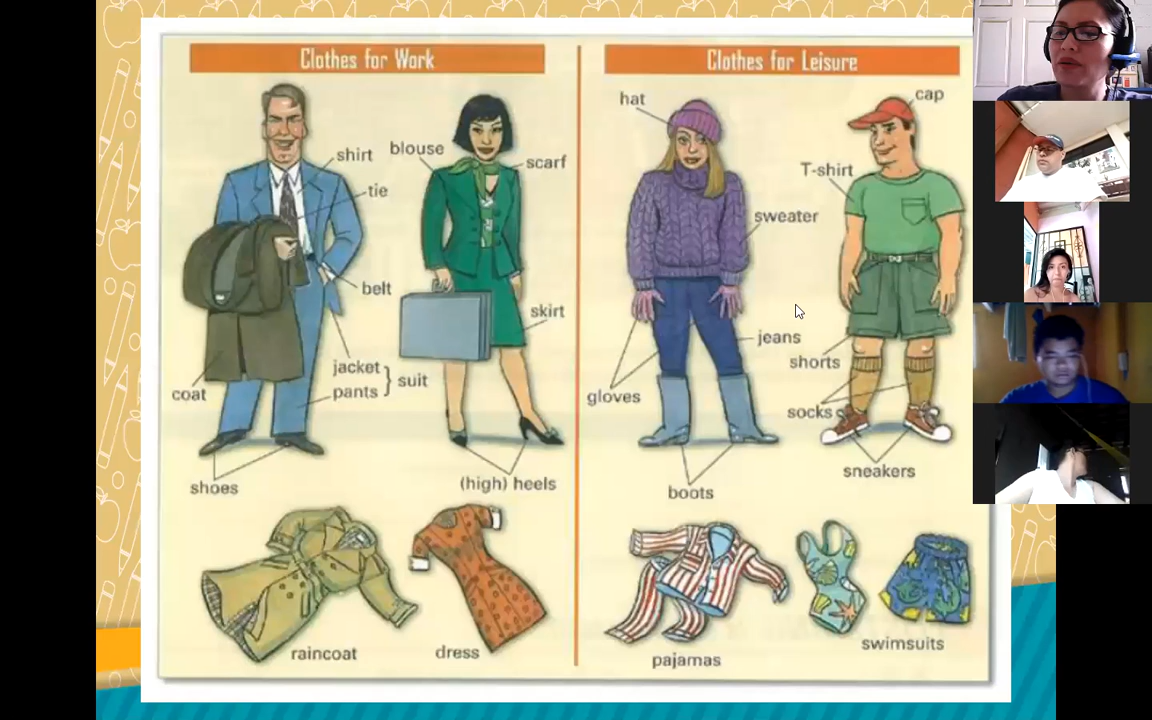 Clothes for Work
shirt
blouse
scarf
tie
belt
skirt
jacket
pants
suit
coat
shoes
(high) heels
raincoat
dress
Clothes for Leisure
hat
cap
T-shirt
sweater
jeans
shorts
gloves
socks
sneakers
boots
pajamas
swimsuits